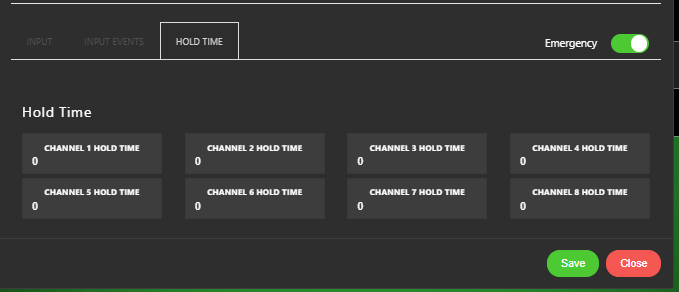 INPUT INPUT EVENTS HOLD TIME Emergency
Hold Time
CHANNEL 1 HOLD TIME CHANNEL 2 HOLD TIME CHANNEL 3 HOLD TIME CHANNEL 4 HOLD TIME
0 0 0 0
CHANNEL 5 HOLD TIME CHANNEL 6 HOLD TIME CHANNEL 7 HOLD TIME CHANNEL 8 HOLD TIME
0 0 0 0
Save Close